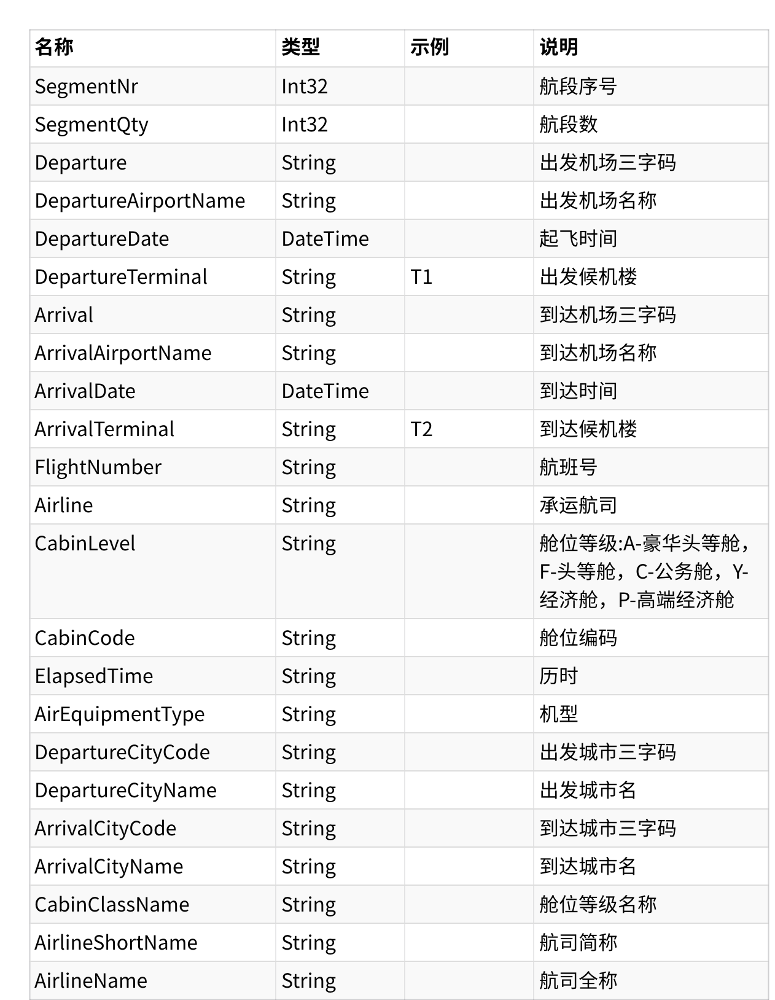 名称 类型 示例 说明
SegmentNr Int32 航段序号
SegmentQty Int32 航段数
Departure String 出发机场三字码
DepartureAirportName String 出发机场名称
DepartureDate DateTime 起飞时间
DepartureTerminal String T1 出发候机楼
Arrival String 到达机场三字码
ArrivalAirportName String 到达机场名称
ArrivalDate DateTime 到达时间
ArrivalTerminal String T2 到达候机楼
FlightNumber String 航班号
Airline String 承运航司
CabinLevel String 舱位等级:A-豪华头等舱，
F-头等舱，C-公务舱，Y-
经济舱，P-高端经济舱
CabinCode String 舱位编码
ElapsedTime String 历时
AirEquipmentType String 机型
DepartureCityCode String 出发城市三字码
DepartureCityName String 出发城市名
ArrivalCityCode String 到达城市三字码
ArrivalCityName String 到达城市名
CabinClassName String 舱位等级名称
AirlineShortName String 航司简称
AirlineName String 航司全称